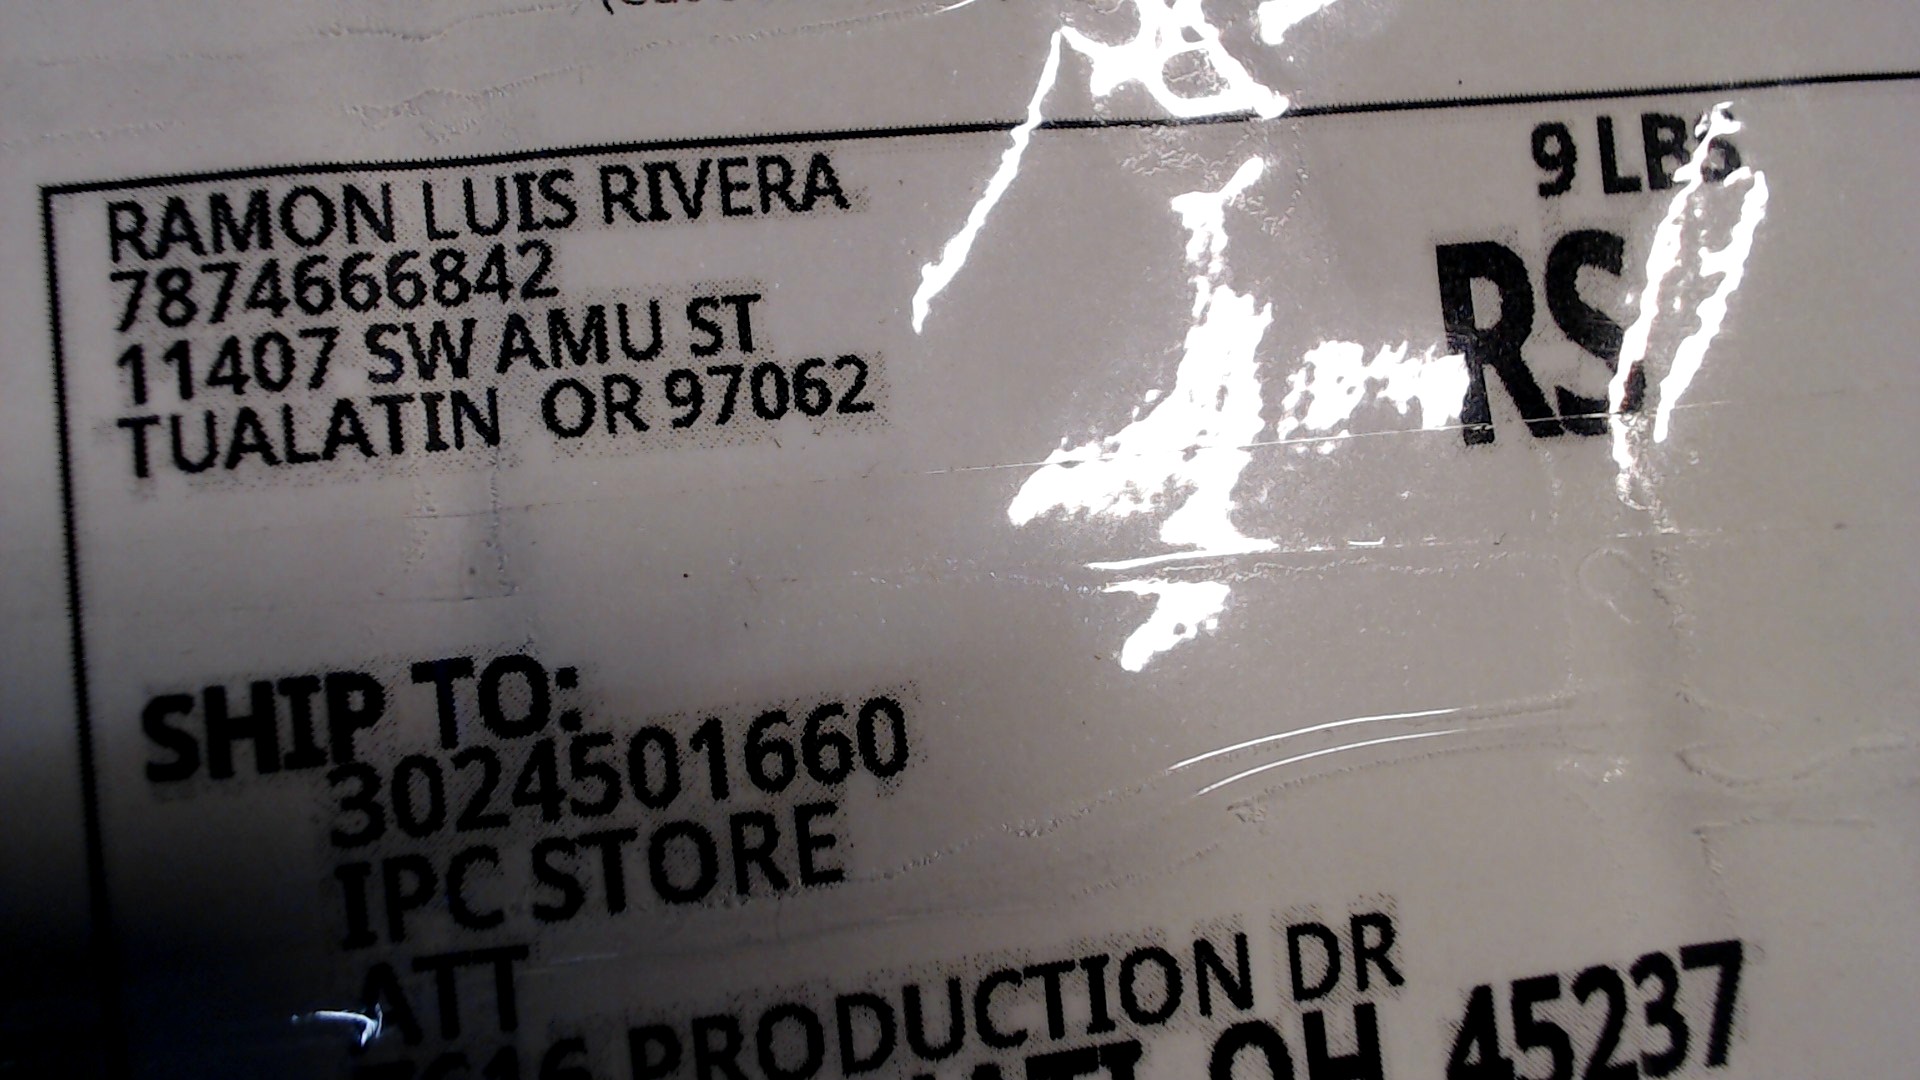 RAMON LUIS RIVERA
7874666842
11407 SW AMU ST
TUALATIN OR 97062
9 LBS
RS
SHIP TO:
3024501660
IPC STORE
ATT
PRODUCTION DR
OH 45237